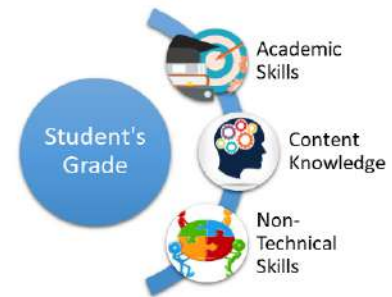 Student's
Grade
Academic
Skills
Content
Knowledge
Non-
Technical
Skills